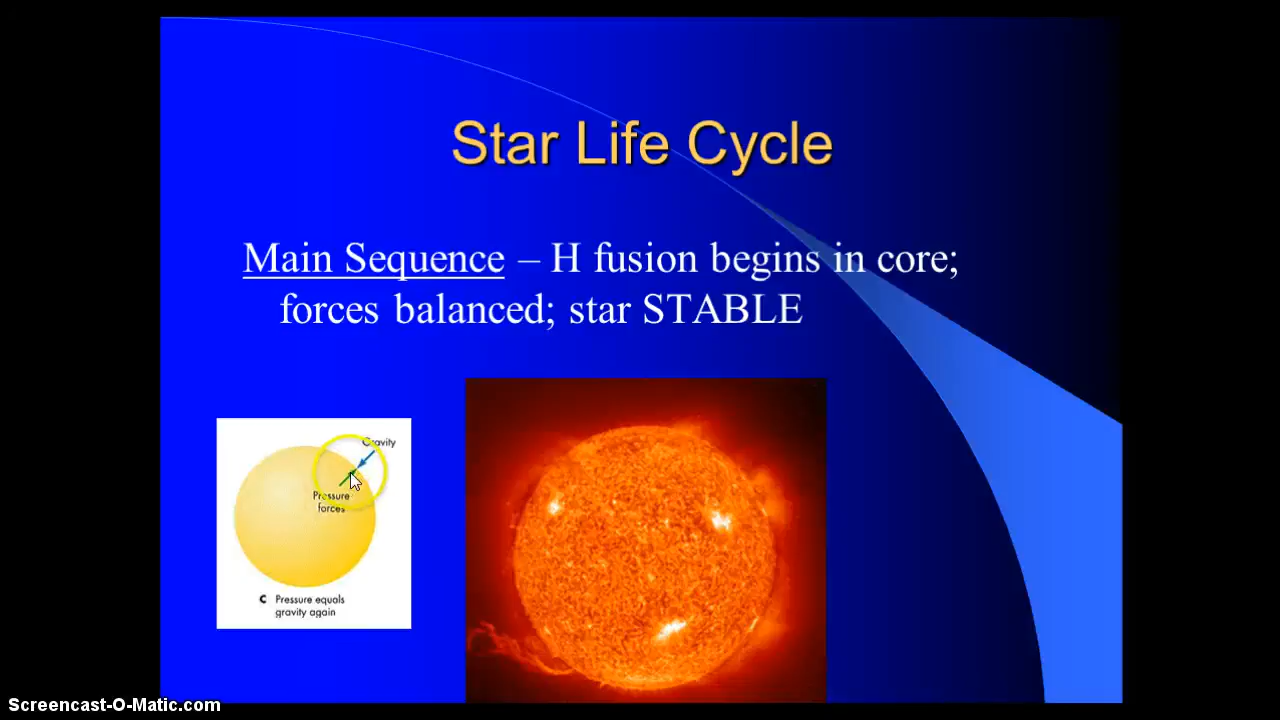 Star Life Cycle
Main Sequence – H fusion begins in core;
forces balanced; star STABLE
Gravity
Pressure
forces
C Pressure equals
gravity again
Screencast-O-Matic.com